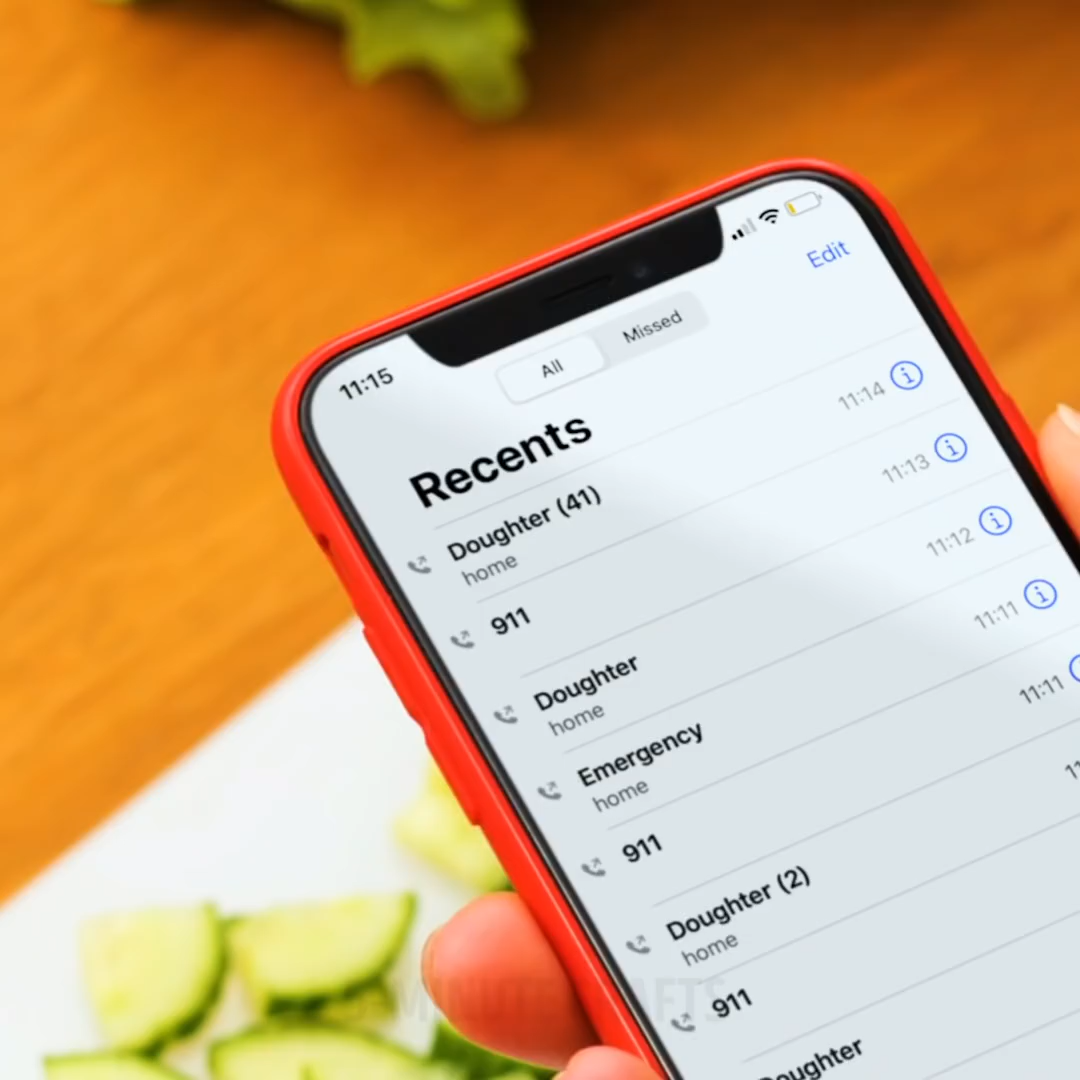 11:15
Edit
All Missed
Recents
Doughter (41) 11:14
home
911 11:13
Doughter 11:12
home
Emergency 11:11
home
911 11:11
Doughter (2)
home
911
Doughter